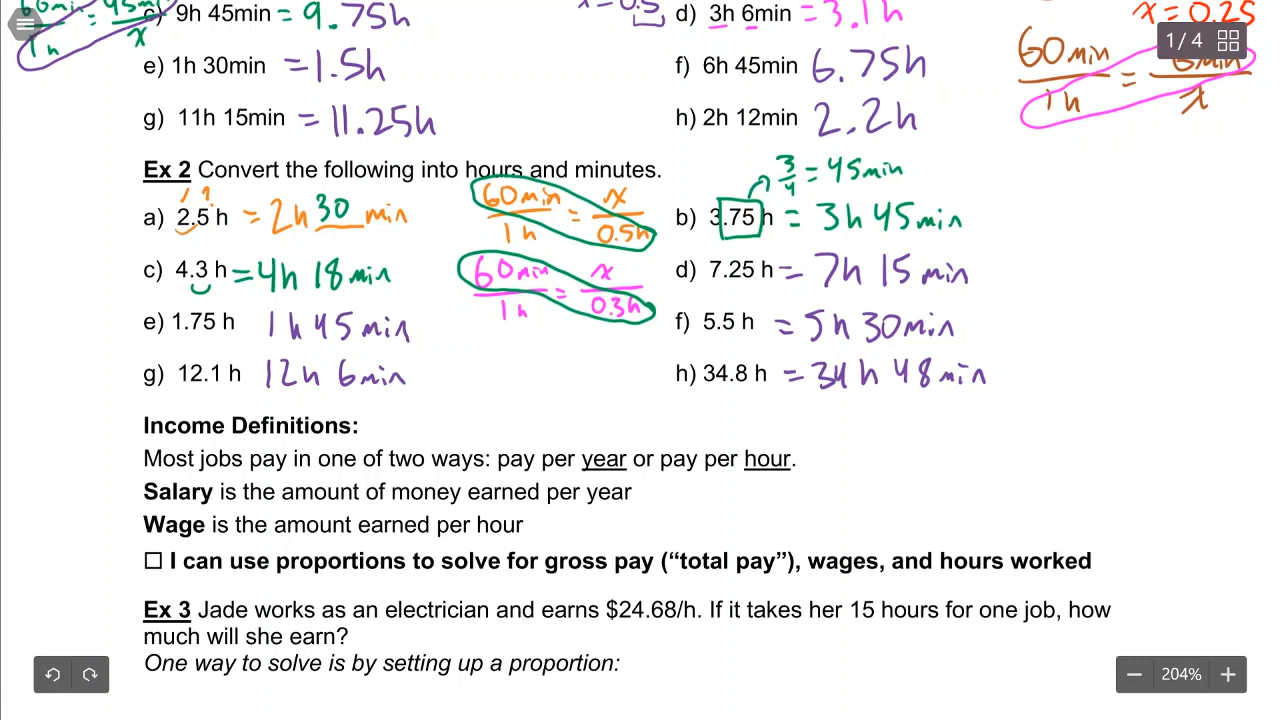 60min/1h = 45min/x
c) 9h 45min = 9.75h
d) 3h 6min = 3.1h
x = 0.25
1 / 4
e) 1h 30min = 1.5h
f) 6h 45min 6.75h
60min/1h = 6min/x
g) 11h 15min = 11.25h
h) 2h 12min 2.2h
Ex 2 Convert the following into hours and minutes.
3/4 = 45min
a) 2.5 h = 2h 30 min
60min/1h = x/0.5h
b) 3.75 h = 3h 45min
c) 4.3 h = 4h 18min
60min/1h = x/0.3h
d) 7.25 h = 7h 15 min
e) 1.75 h 1h 45 min
f) 5.5 h = 5h 30min
g) 12.1 h 12h 6min
h) 34.8 h = 34h 48min
Income Definitions:
Most jobs pay in one of two ways: pay per year or pay per hour.
Salary is the amount of money earned per year
Wage is the amount earned per hour
☐ I can use proportions to solve for gross pay (“total pay”), wages, and hours worked
Ex 3 Jade works as an electrician and earns $24.68/h. If it takes her 15 hours for one job, how
much will she earn?
One way to solve is by setting up a proportion:
204%